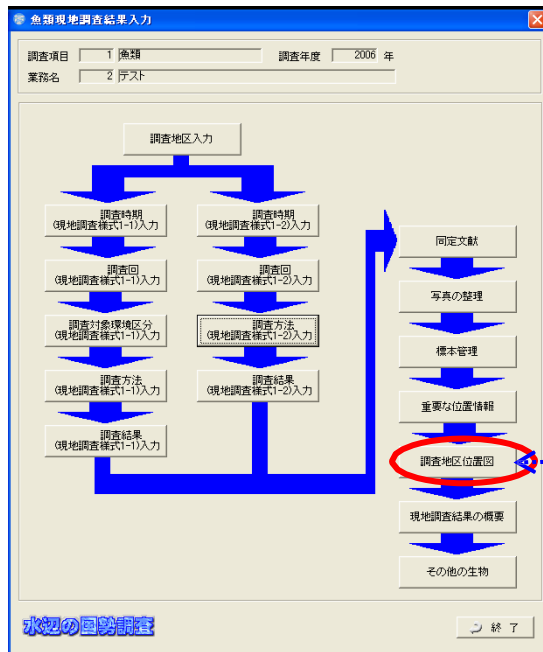 魚類現地調査結果入力
調査項目 1 魚類 調査年度 2006 年
業務名 2 テスト
調査地区入力
調査時期
(現地調査様式1-1)入力
調査回
(現地調査様式1-1)入力
調査対象環境区分
(現地調査様式1-1)入力
調査方法
(現地調査様式1-1)入力
調査結果
(現地調査様式1-1)入力
調査時期
(現地調査様式1-2)入力
調査回
(現地調査様式1-2)入力
調査方法
(現地調査様式1-2)入力
調査結果
(現地調査様式1-2)入力
同定文献
写真の整理
標本管理
重要な位置情報
調査地区位置図
現地調査結果の概要
その他の生物
水辺の国勢調査
終 了